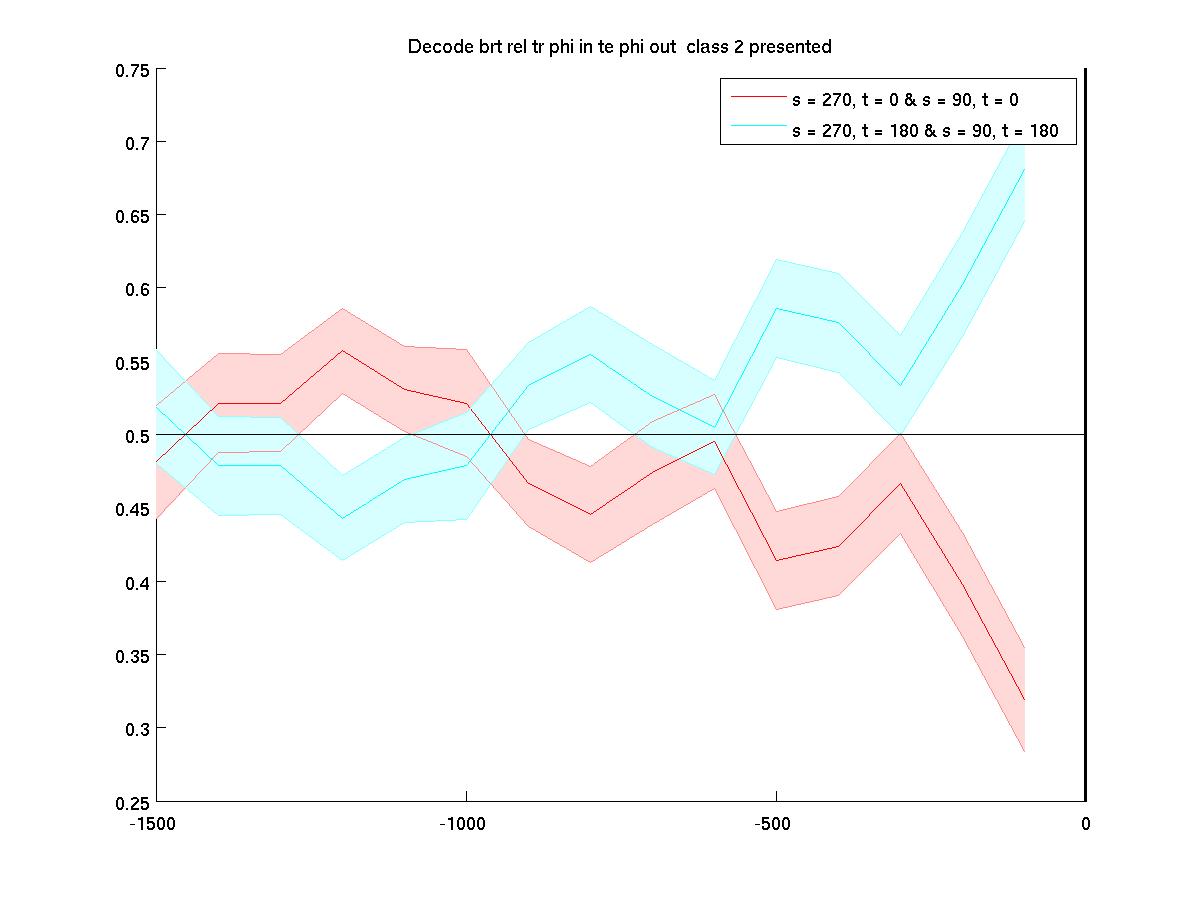 Decode brt rel tr phi in te phi out  class 2 presented
0.75
s = 270, t = 0 & s = 90, t = 0
s = 270, t = 180 & s = 90, t = 180
0.7
0.65
0.6
0.55
0.5
0.45
0.4
0.35
0.3
0.25
-1500 -1000 -500 0